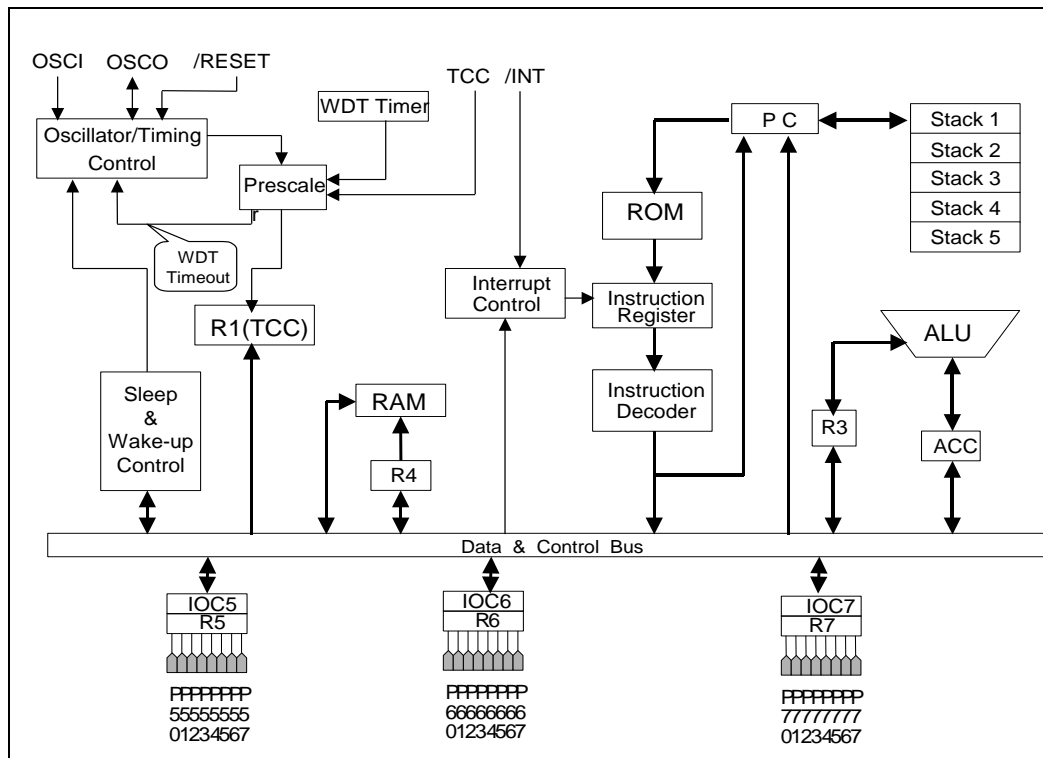 OSCI OSCO /RESET
TCC /INT
WDT Timer
Oscillator/Timing
Control
Prescale
r
WDT
Timeout
R1(TCC)
Sleep
&
Wake-up
Control
RAM
R4
Interrupt
Control
P C
ROM
Instruction
Register
Instruction
Decoder
Stack 1
Stack 2
Stack 3
Stack 4
Stack 5
ALU
R3
ACC
Data & Control Bus
IOC5
R5
PPPPPPPP
55555555
01234567
IOC6
R6
PPPPPPPP
66666666
01234567
IOC7
R7
PPPPPPPP
77777777
01234567